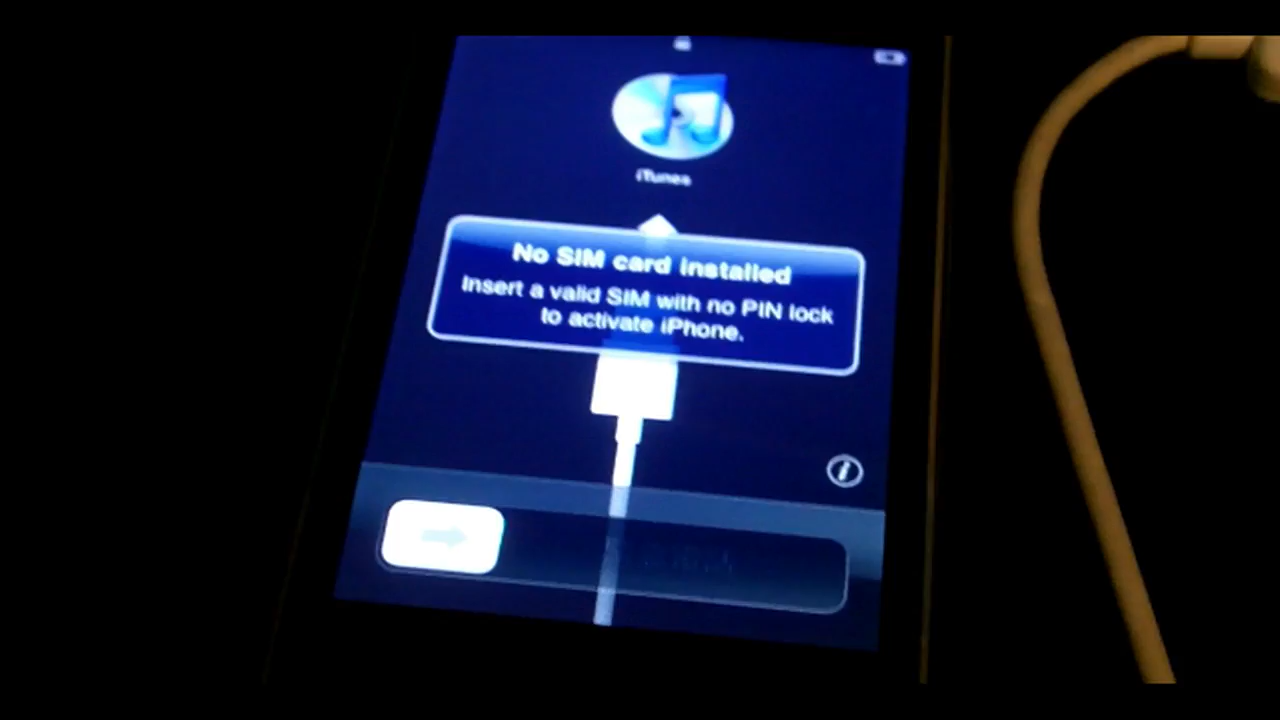 iTunes
No SIM card installed
Insert a valid SIM with no PIN lock
to activate iPhone.